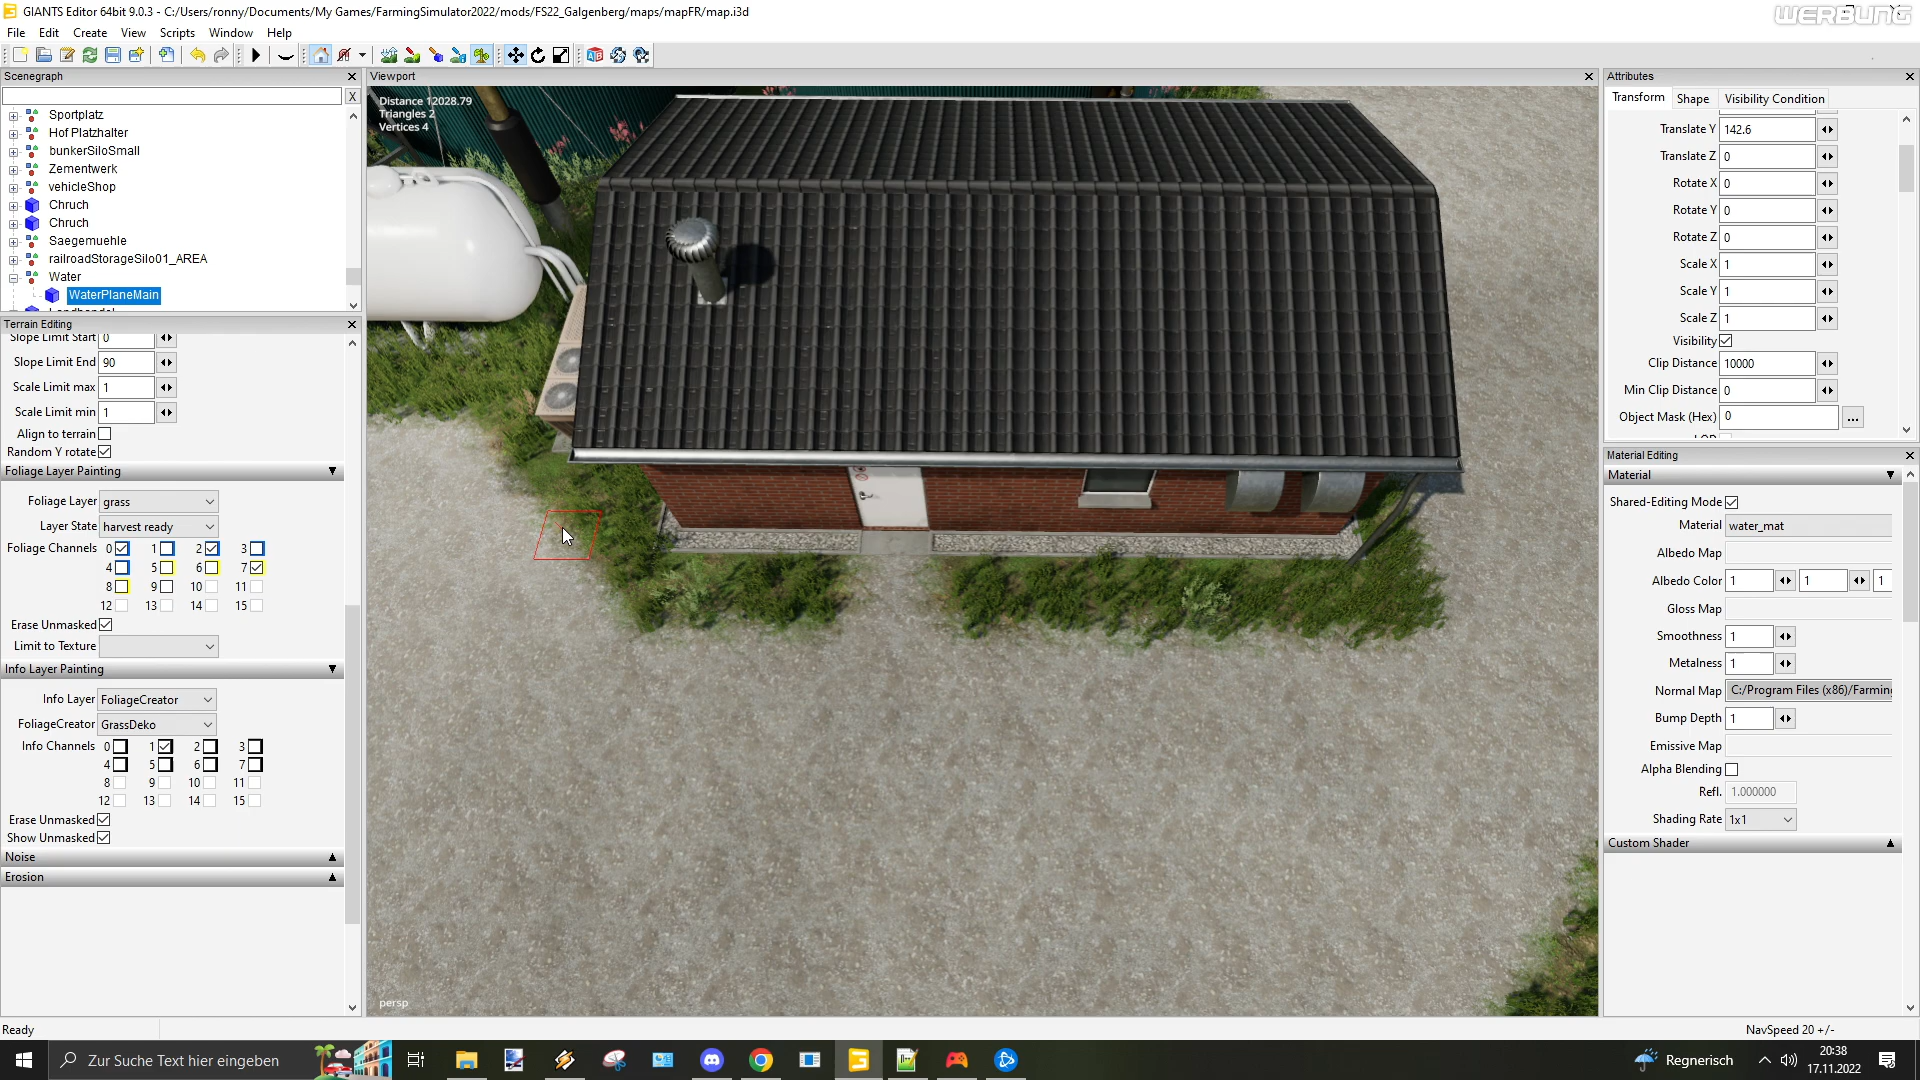 GIANTS Editor 64bit 9.0.3 - C:/Users/ronny/Documents/My Games/FarmingSimulator2022/mods/FS22_Galgenberg/maps/mapFR/map.i3d
WERBUNG
File Edit Create View Scripts Window Help
Scenegraph
X
Sportplatz
Hof Platzhalter
bunkerSiloSmall
Zementwerk
vehicleShop
Chruch
Chruch
Saegemuehle
railroadStorageSilo01_AREA
Water
WaterPlaneMain
Terrain Editing
Slope Limit Start 0
Slope Limit End 90
Scale Limit max 1
Scale Limit min 1
Align to terrain
Random Y rotate
Foliage Layer Painting
Foliage Layer grass
Layer State harvest ready
Foliage Channels 0 1 2 3
4 5 6 7
8 9 10 11
12 13 14 15
Erase Unmasked
Limit to Texture
Info Layer Painting
Info Layer FoliageCreator
FoliageCreator GrassDeko
Info Channels 0 1 2 3
4 5 6 7
8 9 10 11
12 13 14 15
Erase Unmasked
Show Unmasked
Noise
Erosion
Ready
Viewport
Distance 12028.79
Triangles 2
Vertices 4
persp
Attributes
Transform Shape Visibility Condition
Translate Y 142.6
Translate Z 0
Rotate X 0
Rotate Y 0
Rotate Z 0
Scale X 1
Scale Y 1
Scale Z 1
Visibility
Clip Distance 10000
Min Clip Distance 0
Object Mask (Hex) 0 ...
Material Editing
Material
Shared-Editing Mode
Material water_mat
Albedo Map
Albedo Color 1 1 1
Gloss Map
Smoothness 1
Metalness 1
Normal Map C:/Program Files (x86)/Farming
Bump Depth 1
Emissive Map
Alpha Blending
Refl. 1.000000
Shading Rate 1x1
Custom Shader
NavSpeed 20 +/-
Zur Suche Text hier eingeben
Regnerisch
20:38
17.11.2022